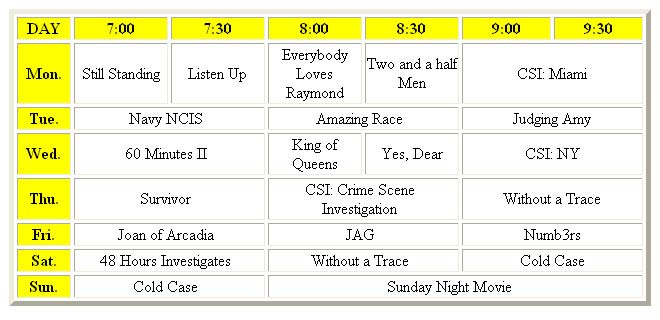 DAY 7:00 7:30 8:00 8:30 9:00 9:30
Mon. Still Standing Listen Up Everybody Loves Raymond Two and a half Men CSI: Miami
Tue. Navy NCIS Amazing Race Judging Amy
Wed. 60 Minutes II King of Queens Yes, Dear CSI: NY
Thu. Survivor CSI: Crime Scene Investigation Without a Trace
Fri. Joan of Arcadia JAG Numb3rs
Sat. 48 Hours Investigates Without a Trace Cold Case
Sun. Cold Case Sunday Night Movie